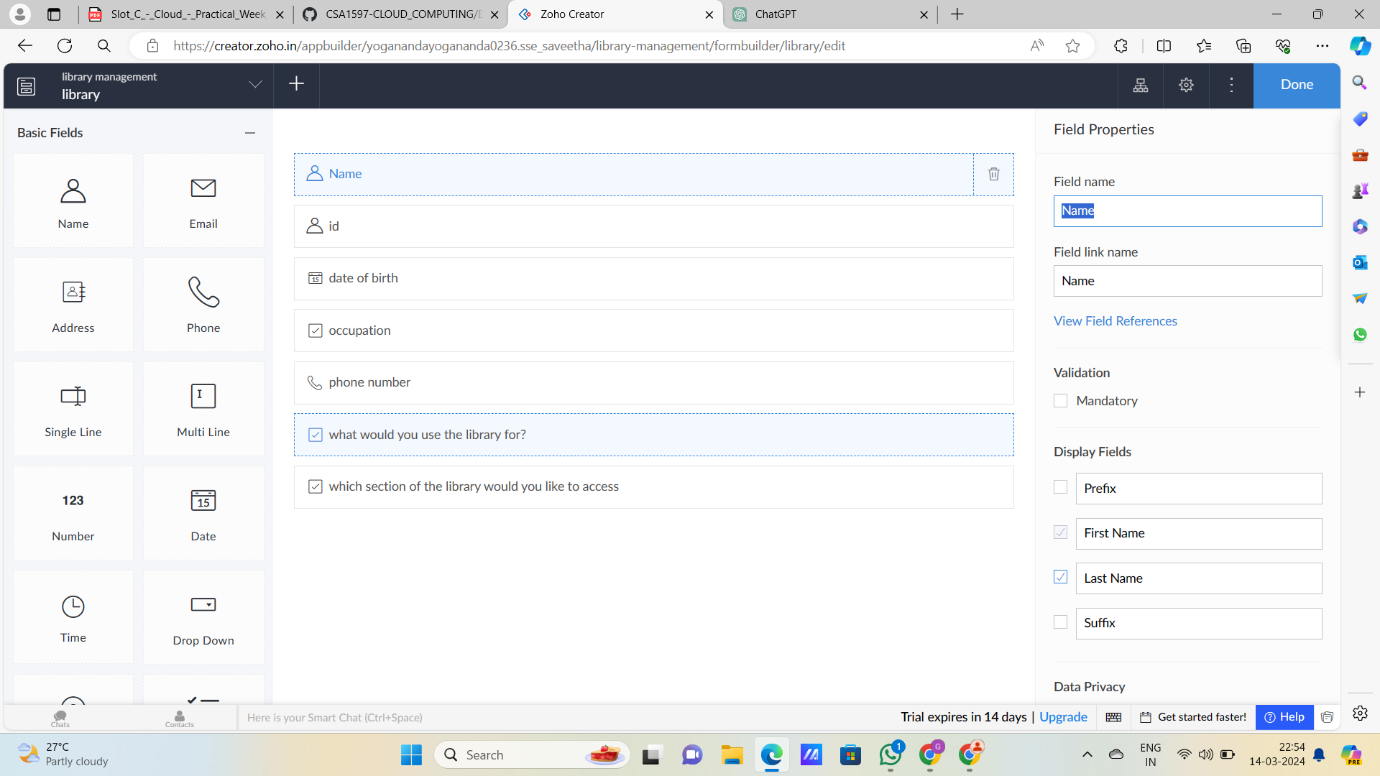 Slot_C_-_Cloud_-_Practical_Week
CSA1597-CLOUD_COMPUTING/E
Zoho Creator
ChatGPT
https://creator.zoho.in/appbuilder/yoganandayogananda0236.sse_saveetha/library-management/formbuilder/library/edit
library management
library
Done
Basic Fields
Name
Email
Address
Phone
Single Line
Multi Line
123
Number
15
Date
Time
Drop Down
Name
id
15
date of birth
occupation
phone number
what would you use the library for?
which section of the library would you like to access
Field Properties
Field name
Name
Field link name
Name
View Field References
Validation
Mandatory
Display Fields
Prefix
First Name
Last Name
Suffix
Data Privacy
Chats
Contacts
Here is your Smart Chat (Ctrl+Space)
Trial expires in 14 days | Upgrade
Get started faster!
Help
27°C
Partly cloudy
Search
1
ENG
IN
22:54
14-03-2024
PRE